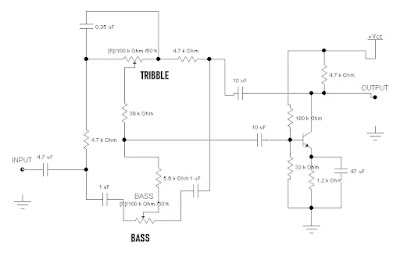 0.35 uF
+Vcc
[R]/100 k Ohm /50%
4.7 k Ohm
4.7 k Ohm
TRIBBLE
10 uF
OUTPUT
39 k Ohm
180 k Ohm
10 uF
4.7 k Ohm
INPUT
4.7 uF
5.6 k Ohm
1 uF
33 k Ohm
47 uF
1.2 k Ohm
1 uF
BASS
[R]/100 k Ohm /50%
BASS